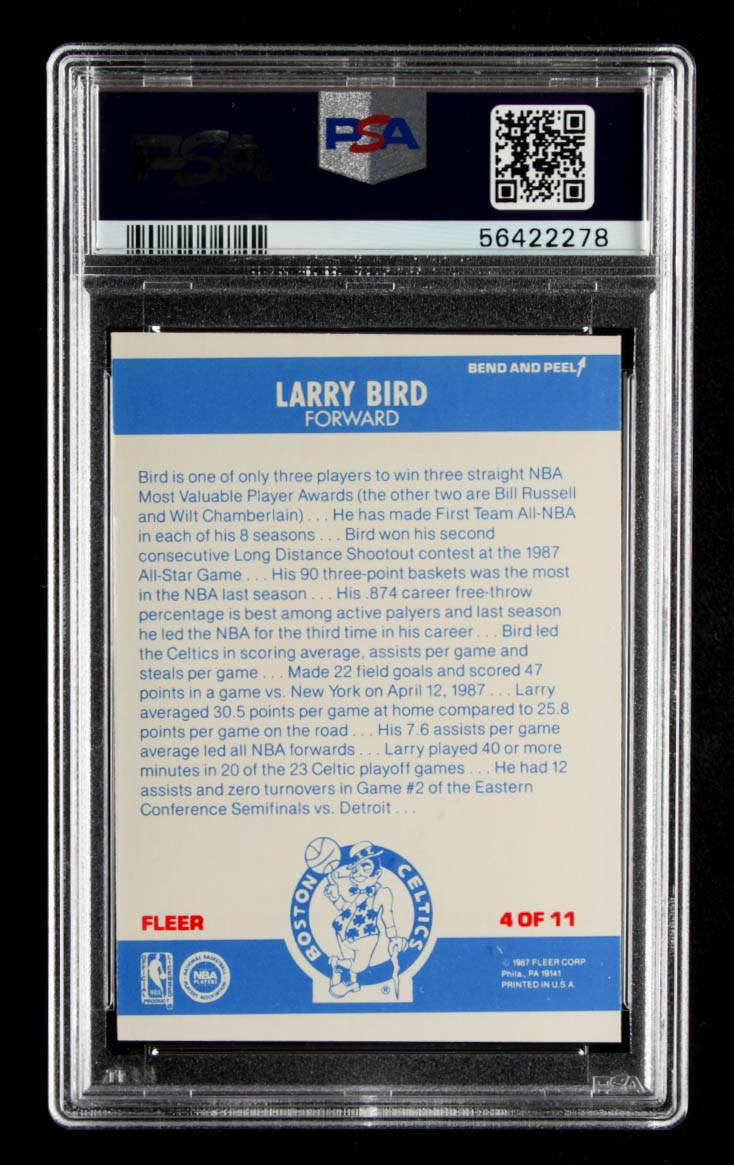 PSA
PSA
56422278
BEND AND PEEL
LARRY BIRD
FORWARD
Bird is one of only three players to win three straight NBA
Most Valuable Player Awards (the other two are Bill Russell
and Wilt Chamberlain) . . . He has made First Team All-NBA
in each of his 8 seasons . . . Bird won his second
consecutive Long Distance Shootout contest at the 1987
All-Star Game . . . His 90 three-point baskets was the most
in the NBA last season . . . His .874 career free-throw
percentage is best among active palyers and last season
he led the NBA for the third time in his career . . . Bird led
the Celtics in scoring average, assists per game and
steals per game . . . Made 22 field goals and scored 47
points in a game vs. New York on April 12, 1987 . . . Larry
averaged 30.5 points per game at home compared to 25.8
points per game on the road . . . His 7.6 assists per game
average led all NBA forwards . . . Larry played 40 or more
minutes in 20 of the 23 Celtic playoff games . . . He had 12
assists and zero turnovers in Game #2 of the Eastern
Conference Semifinals vs. Detroit . . .
BOSTON CELTICS
®
FLEER
4 OF 11
OFFICIAL LICENSED
NBA
PRODUCT
NATIONAL BASKETBALL
NBA
PLAYERS
PLAYERS ASSOCIATION
© 1987 FLEER CORP.
Phila., PA 19141
PRINTED IN U.S.A.
PSA